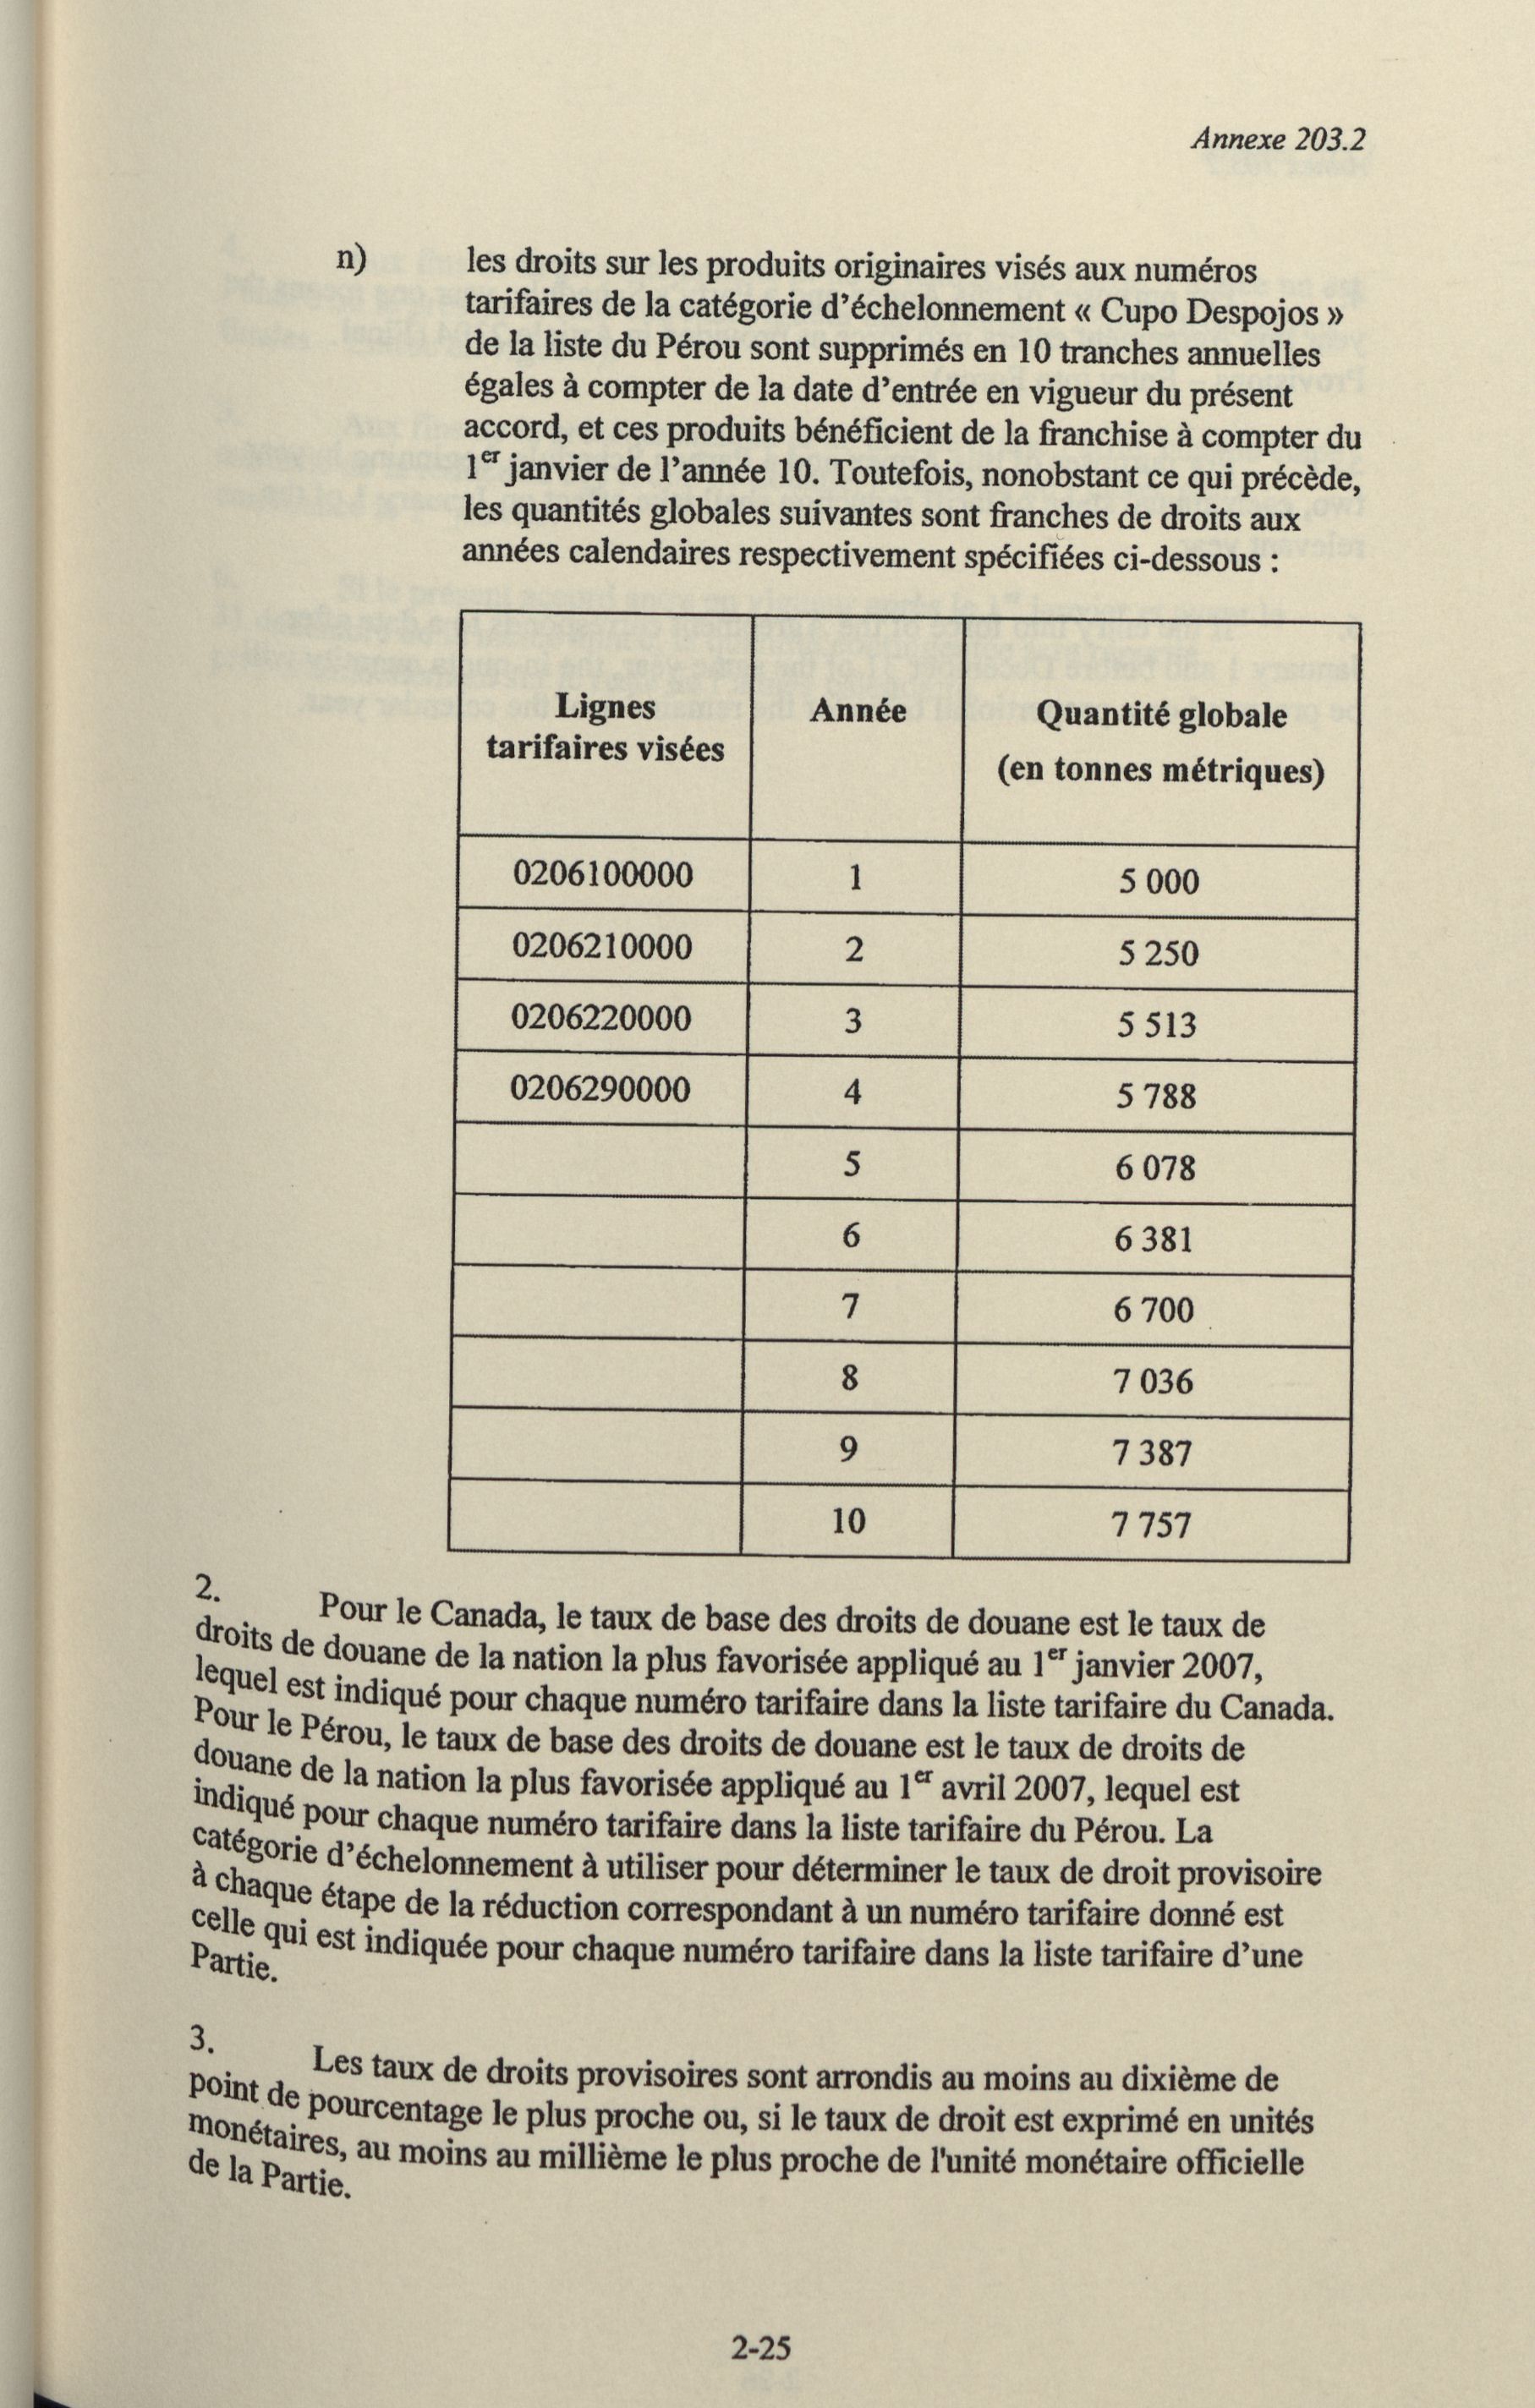 Annexe 203.2
n) les droits sur les produits originaires visés aux numéros
tarifaires de la catégorie d'échelonnement « Cupo Despojos »
de la liste du Pérou sont supprimés en 10 tranches annuelles
égales à compter de la date d'entrée en vigueur du présent
accord, et ces produits bénéficient de la franchise à compter du
1er janvier de l'année 10. Toutefois, nonobstant ce qui précède,
les quantités globales suivantes sont franches de droits aux
années calendaires respectivement spécifiées ci-dessous :
Lignes
tarifaires visées
Année
Quantité globale
(en tonnes métriques)
0206100000 1 5 000
0206210000 2 5 250
0206220000 3 5 513
0206290000 4 5 788
5 6 078
6 6 381
7 6 700
8 7 036
9 7 387
10 7 757
2. Pour le Canada, le taux de base des droits de douane est le taux de
droits de douane de la nation la plus favorisée appliqué au 1er janvier 2007,
lequel est indiqué pour chaque numéro tarifaire dans la liste tarifaire du Canada.
Pour le Pérou, le taux de base des droits de douane est le taux de droits de
douane de la nation la plus favorisée appliqué au 1er avril 2007, lequel est
indiqué pour chaque numéro tarifaire dans la liste tarifaire du Pérou. La
catégorie d'échelonnement à utiliser pour déterminer le taux de droit provisoire
à chaque étape de la réduction correspondant à un numéro tarifaire donné est
celle qui est indiquée pour chaque numéro tarifaire dans la liste tarifaire d'une
Partie.
3. Les taux de droits provisoires sont arrondis au moins au dixième de
point de pourcentage le plus proche ou, si le taux de droit est exprimé en unités
monétaires, au moins au millième le plus proche de l'unité monétaire officielle
de la Partie.
2-25